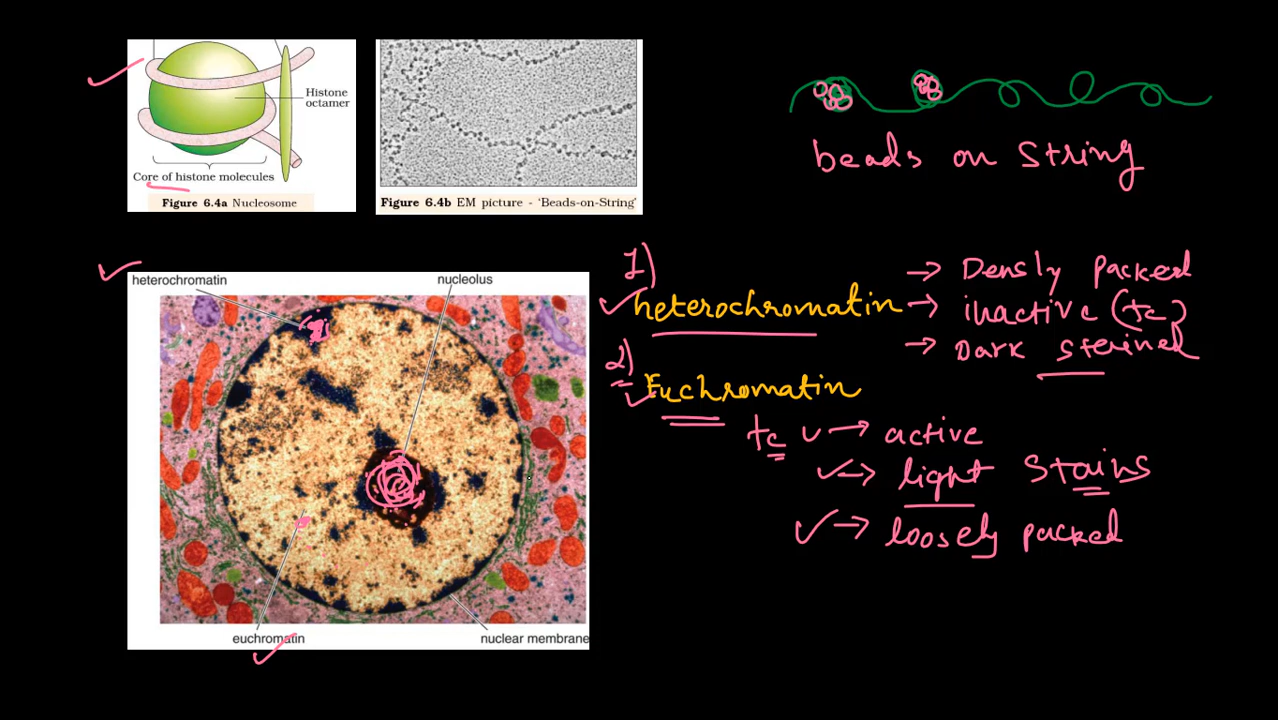 Histone
octamer
Core of histone molecules
Figure 6.4a Nucleosome
Figure 6.4b EM picture - 'Beads-on-String'
beads on String
heterochromatin
nucleolus
euchromatin
nuclear membrane
1)
heterochromatin
→ Densly packed
→ inactive (tc)
→ Dark steined
2)
Euchromatin
tc ✓ → active
✓→ light stains
✓→ loosely packed